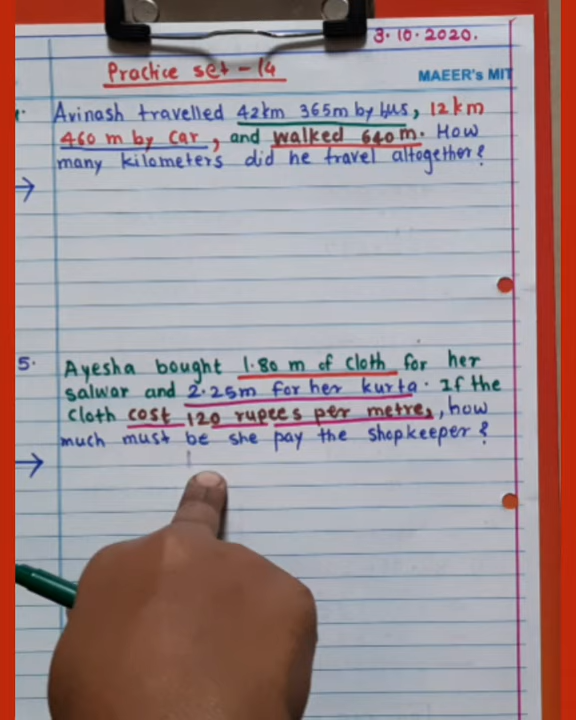 3.10.2020.
Practice set-14
MAEER's MIT
Avinash travelled 42km 365m by bus, 12km
460 m by car, and walked 640m. How
many kilometers did he travel altogether?
5. Ayesha bought 1.80 m of cloth for her
salwar and 2.25m for her kurta. If the
cloth cost 120 rupees per metre, how
much must be she pay the shopkeeper?